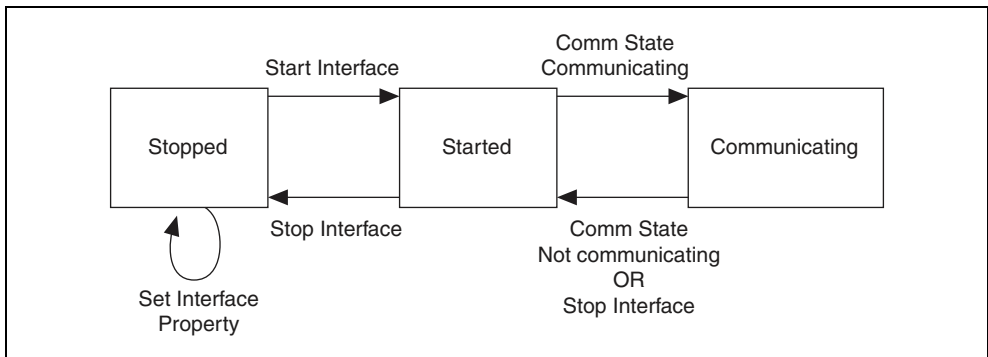 Start Interface
Comm State
Communicating
Stopped
Started
Communicating
Stop Interface
Comm State
Not communicating
OR
Stop Interface
Set Interface
Property